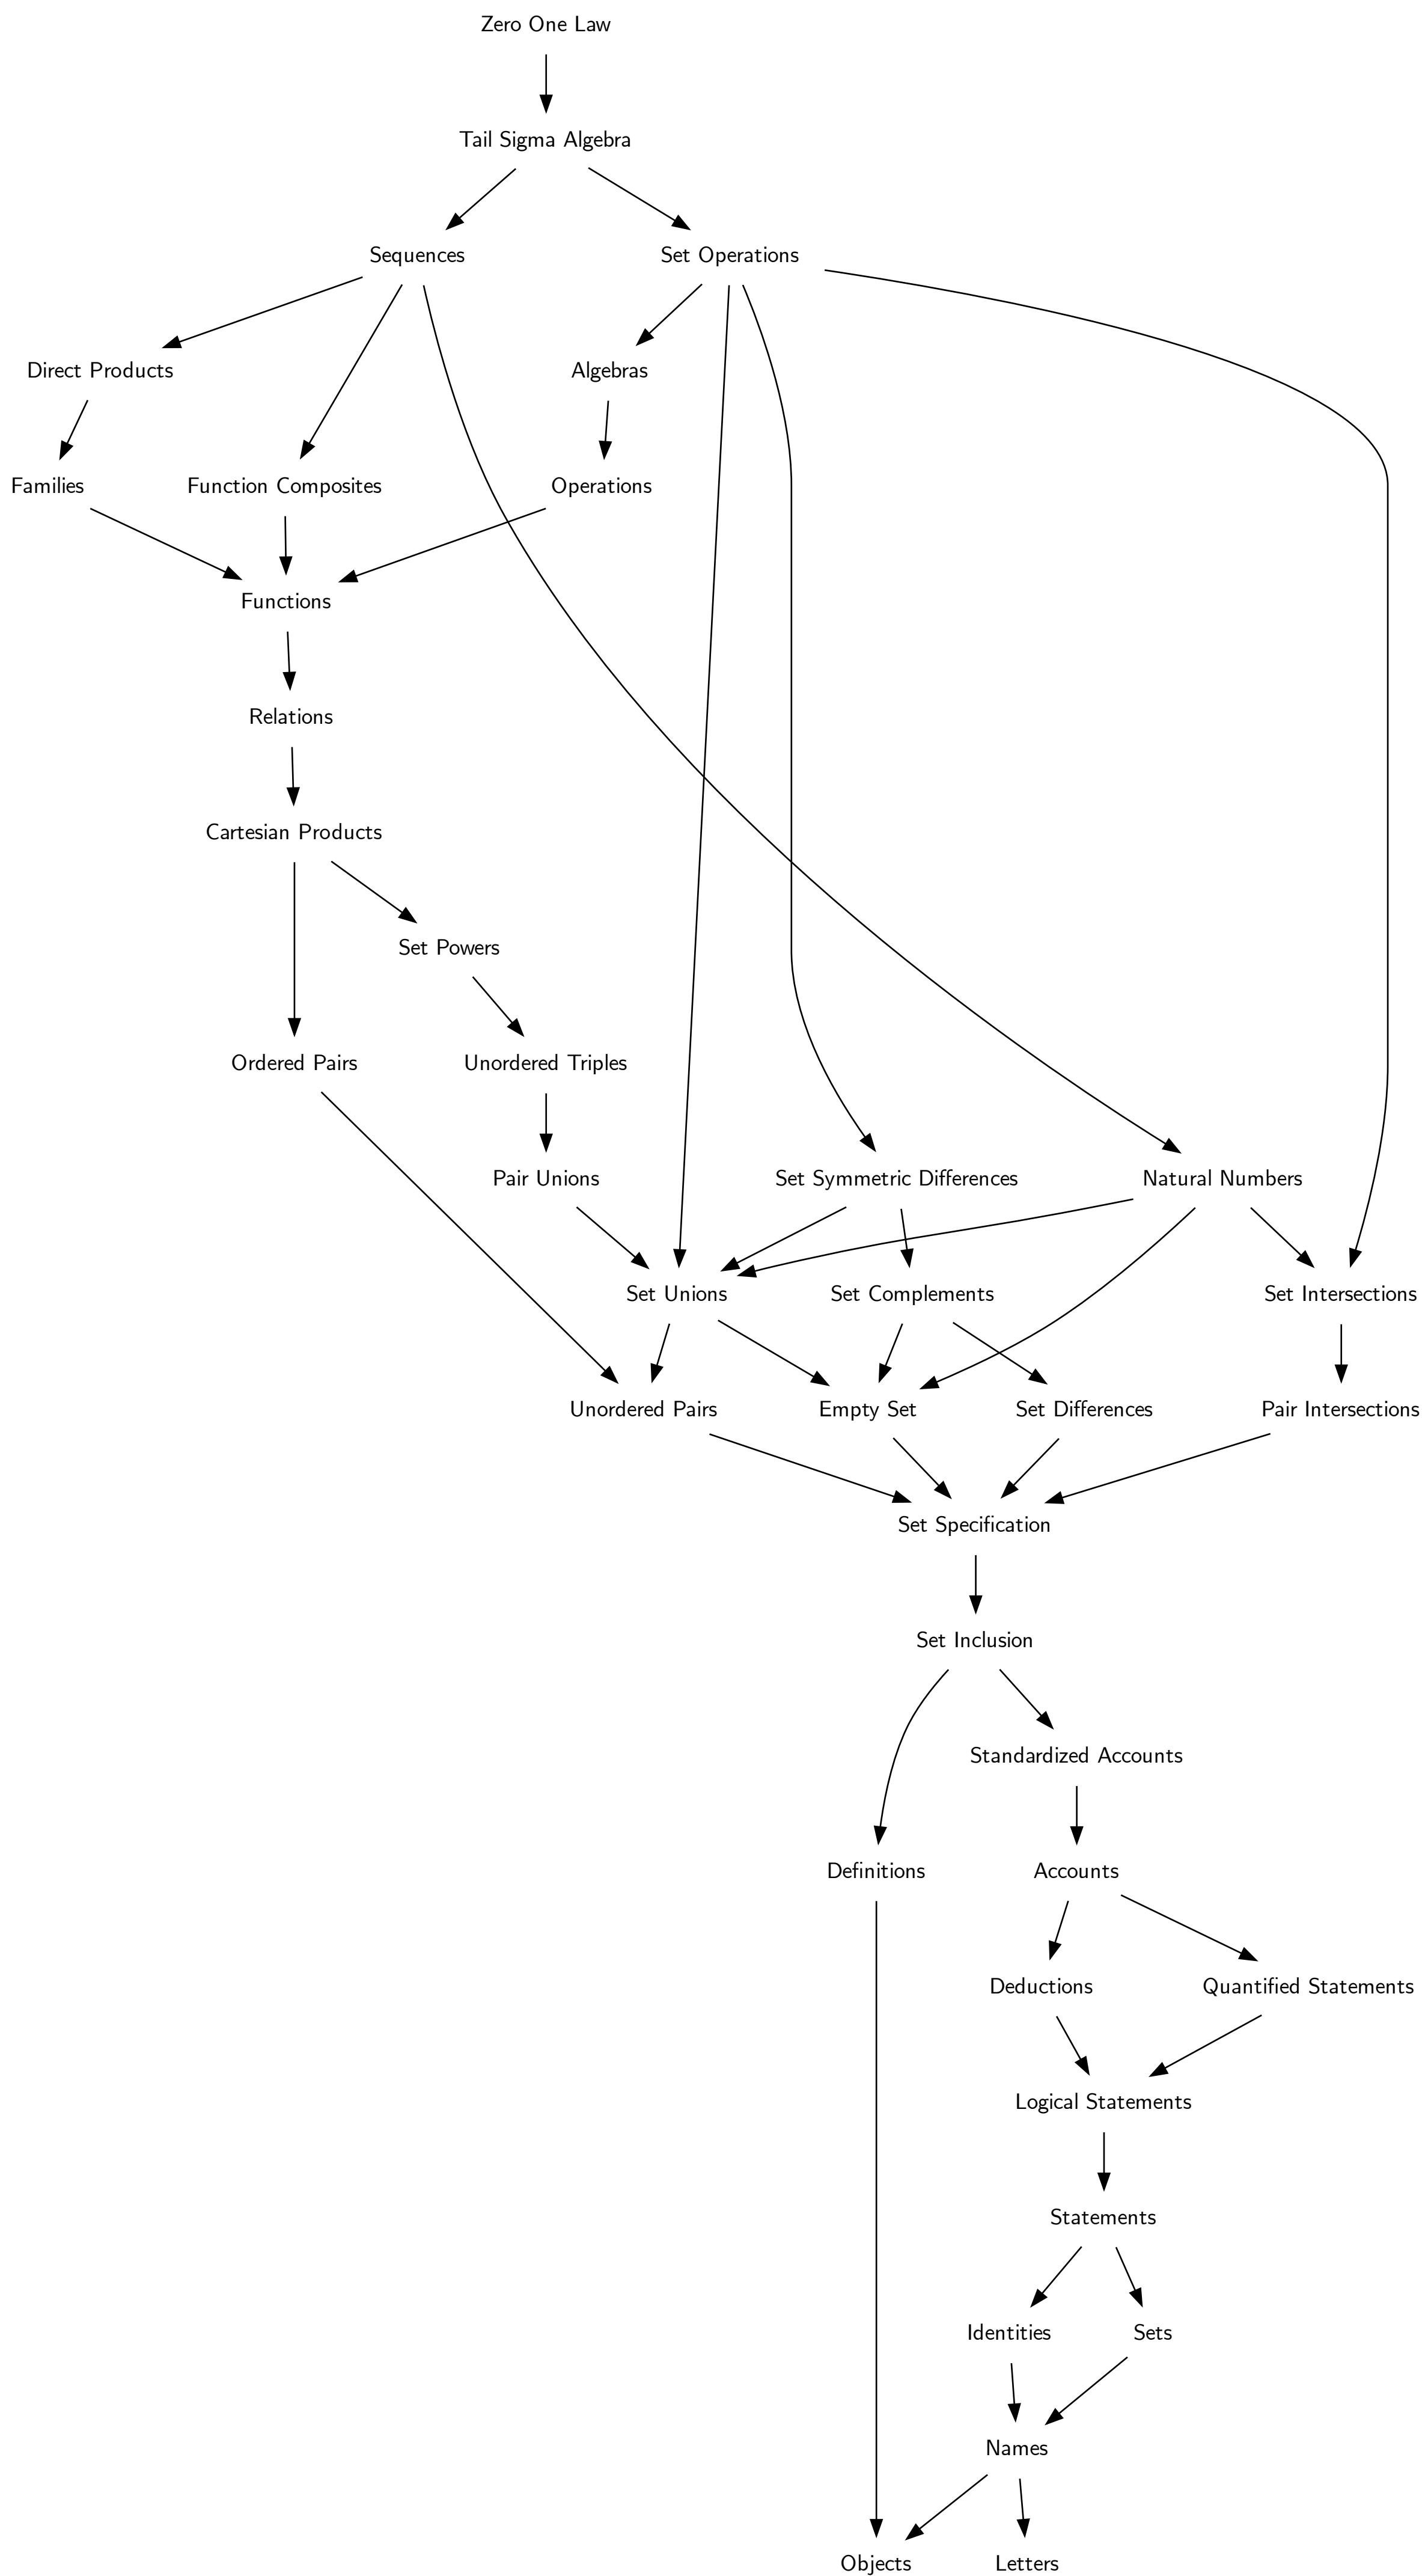 Zero One Law
Tail Sigma Algebra
Sequences
Set Operations
Direct Products
Algebras
Families
Function Composites
Operations
Functions
Relations
Cartesian Products
Set Powers
Ordered Pairs
Unordered Triples
Pair Unions
Set Symmetric Differences
Natural Numbers
Set Unions
Set Complements
Set Intersections
Unordered Pairs
Empty Set
Set Differences
Pair Intersections
Set Specification
Set Inclusion
Standardized Accounts
Definitions
Accounts
Deductions
Quantified Statements
Logical Statements
Statements
Identities
Sets
Names
Objects
Letters